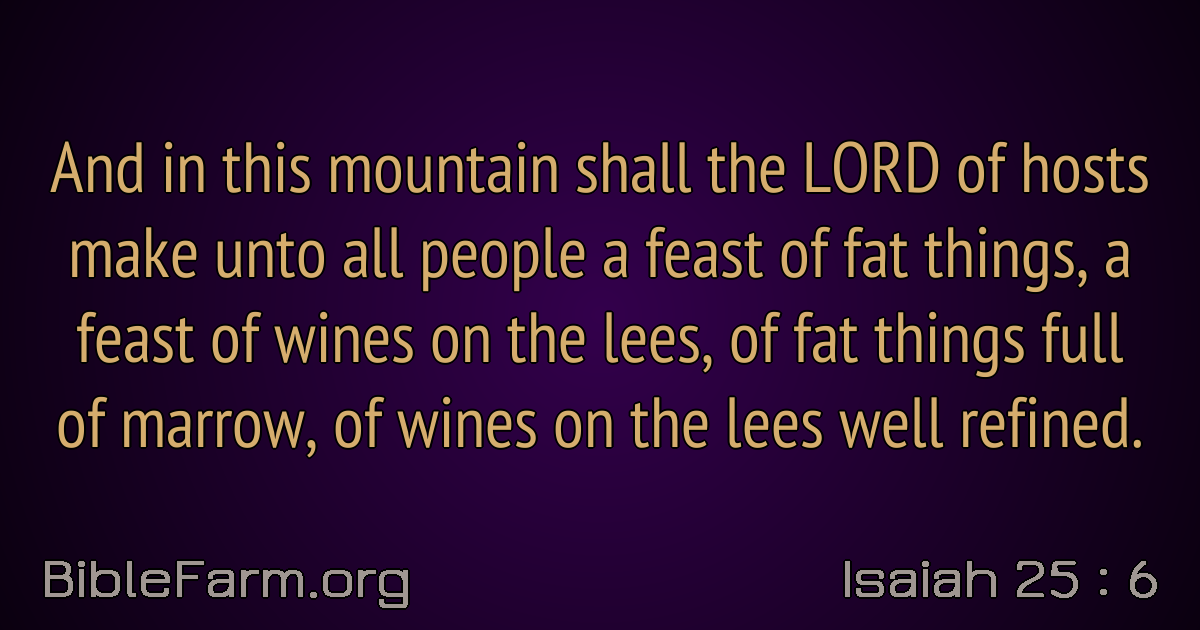 And in this mountain shall the LORD of hosts
make unto all people a feast of fat things, a
feast of wines on the lees, of fat things full
of marrow, of wines on the lees well refined.
BibleFarm.org
Isaiah 25 : 6